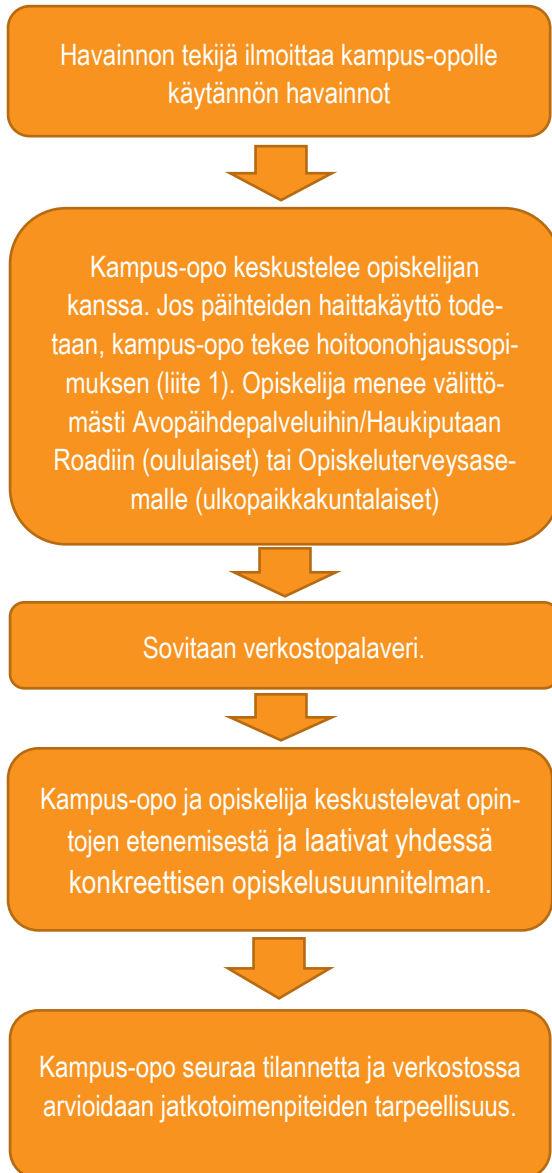 Havainnon tekijä ilmoittaa kampus-opolle
käytännön havainnot
Kampus-opo keskustelee opiskelijan
kanssa. Jos päihteiden haittakäyttö tode-
taan, kampus-opo tekee hoitoonohjaussopi-
muksen (liite 1). Opiskelija menee välittö-
mästi Avopäihdepalveluihin/Haukiputaan
Roadiin (oululaiset) tai Opiskeluterveysase-
malle (ulkopaikkakuntalaiset)
Sovitaan verkostopalaveri.
Kampus-opo ja opiskelija keskustelevat opin-
tojen etenemisestä ja laativat yhdessä
konkreettisen opiskelusuunnitelman.
Kampus-opo seuraa tilannetta ja verkostossa
arvioidaan jatkotoimenpiteiden tarpeellisuus.